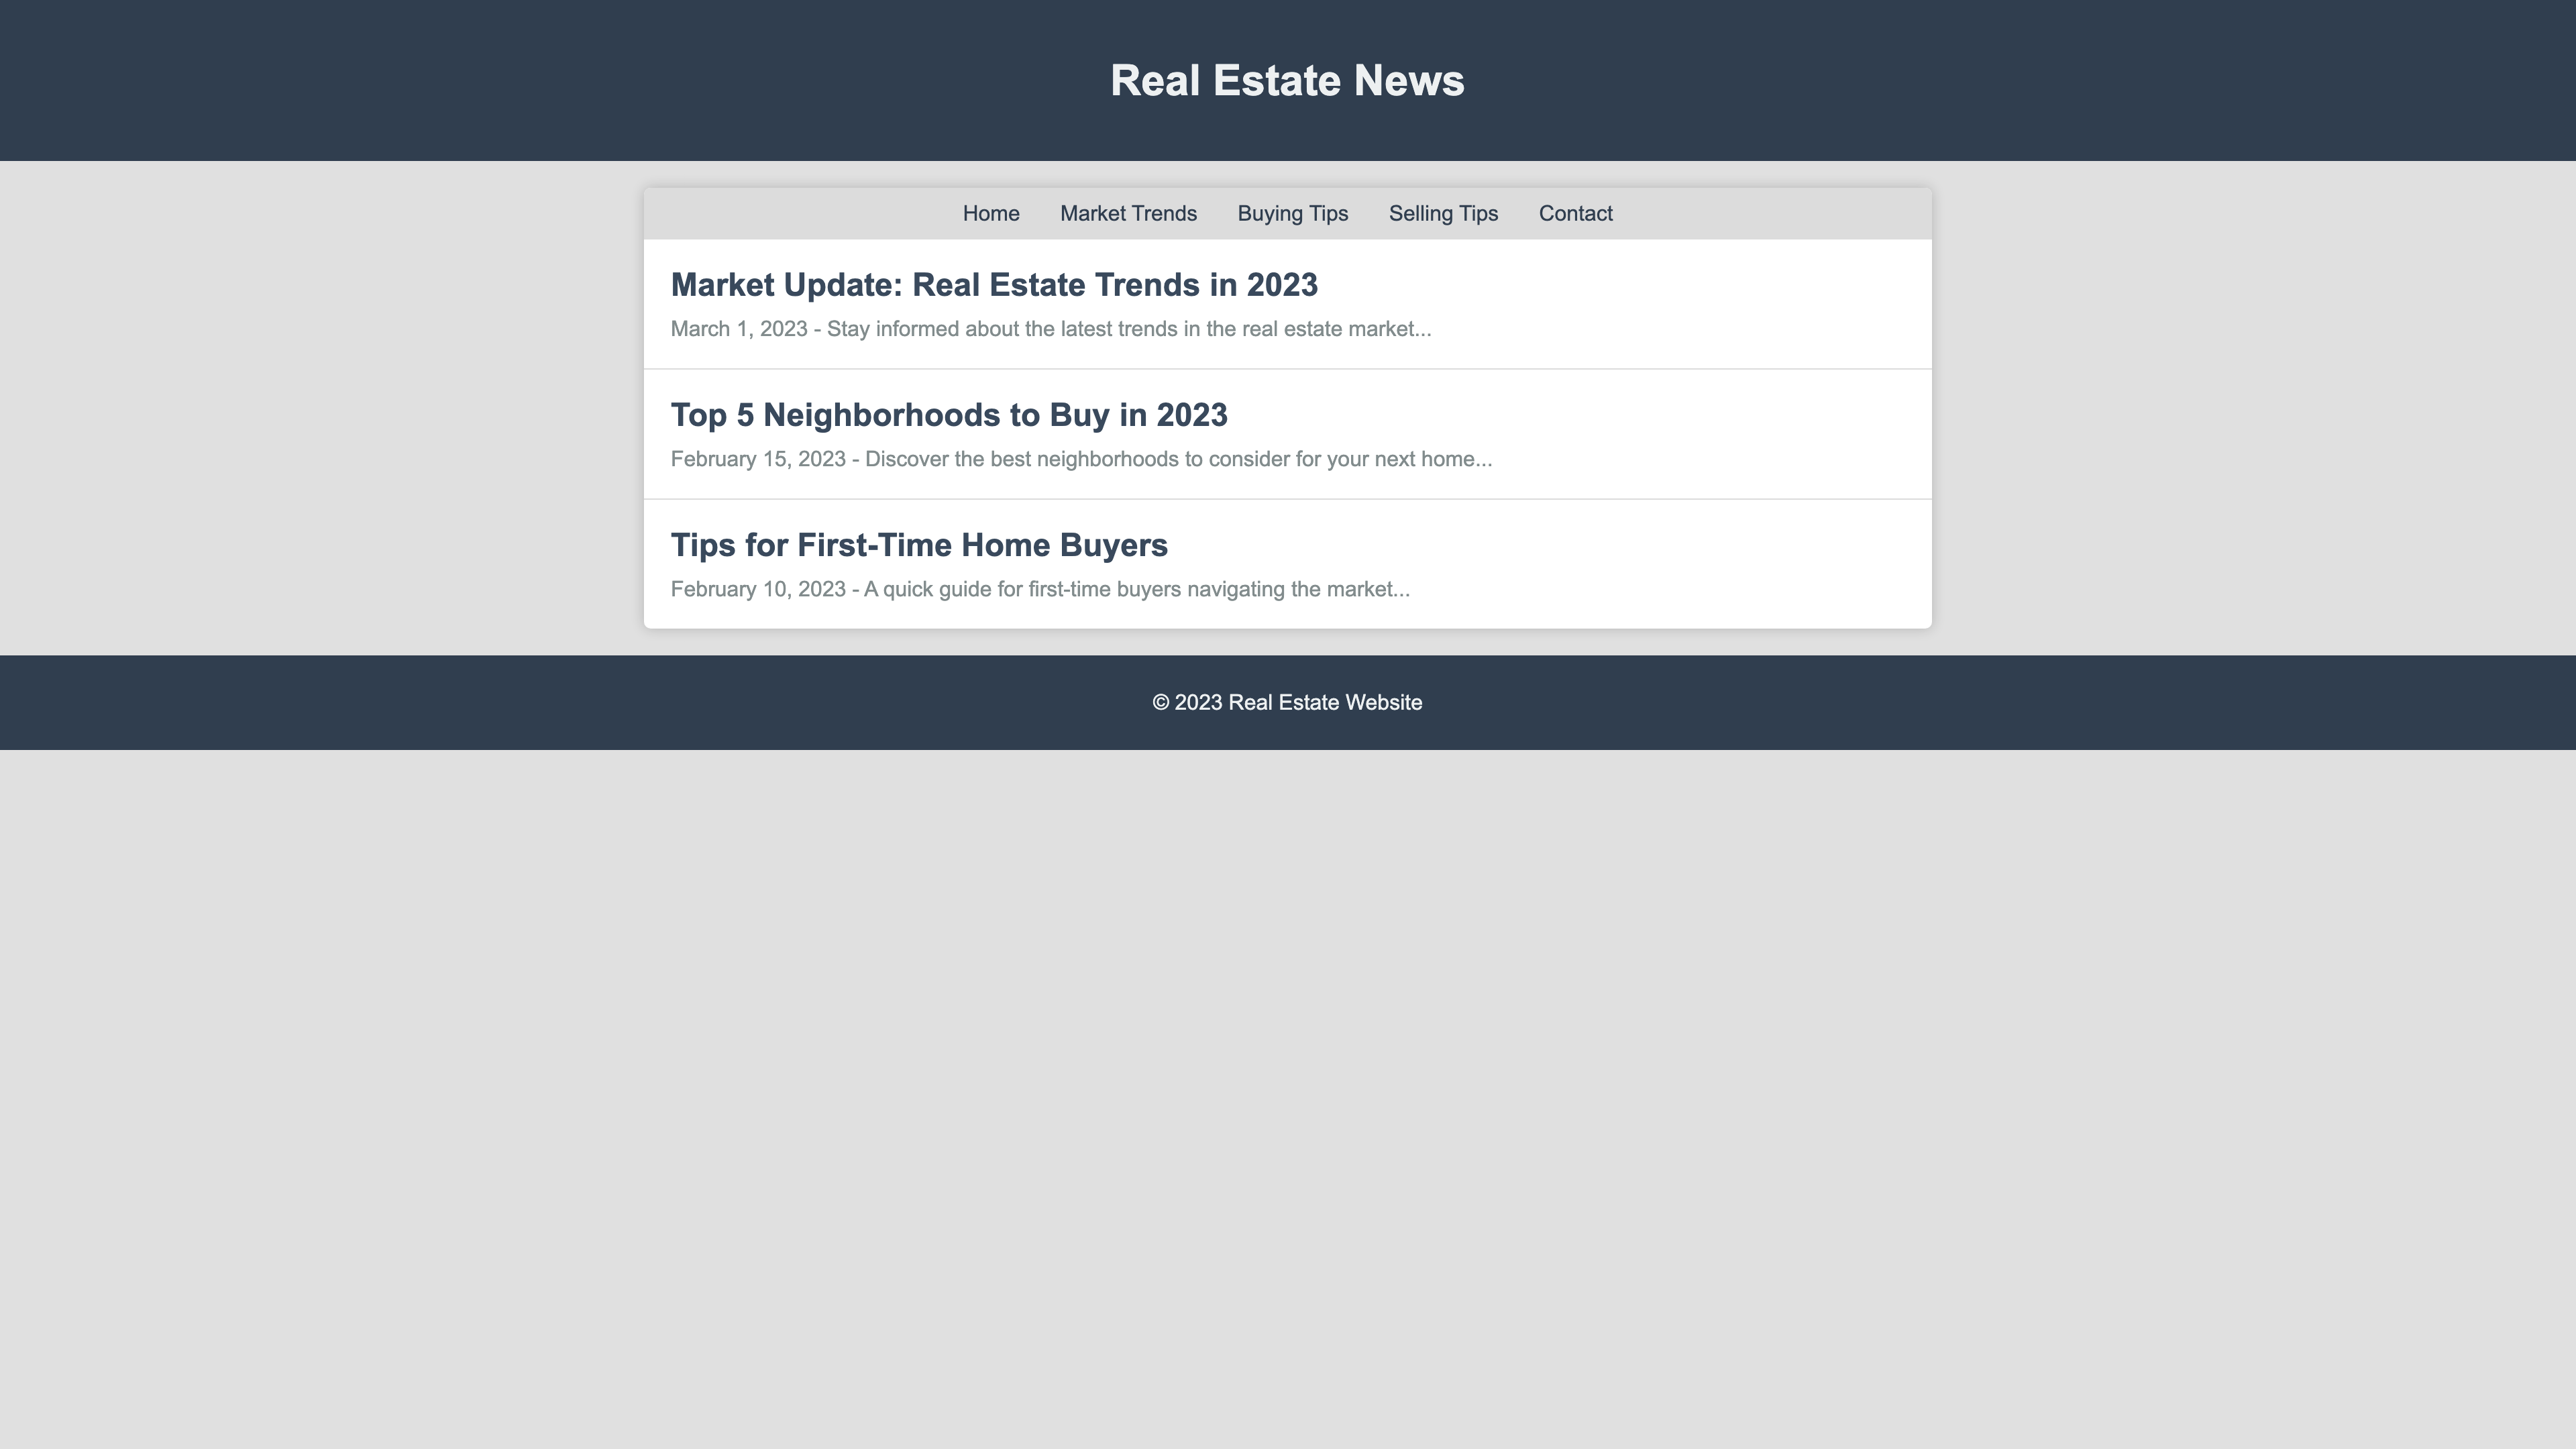 Real Estate News
Home Market Trends Buying Tips Selling Tips Contact
Market Update: Real Estate Trends in 2023
March 1, 2023 - Stay informed about the latest trends in the real estate market...
Top 5 Neighborhoods to Buy in 2023
February 15, 2023 - Discover the best neighborhoods to consider for your next home...
Tips for First-Time Home Buyers
February 10, 2023 - A quick guide for first-time buyers navigating the market...
© 2023 Real Estate Website